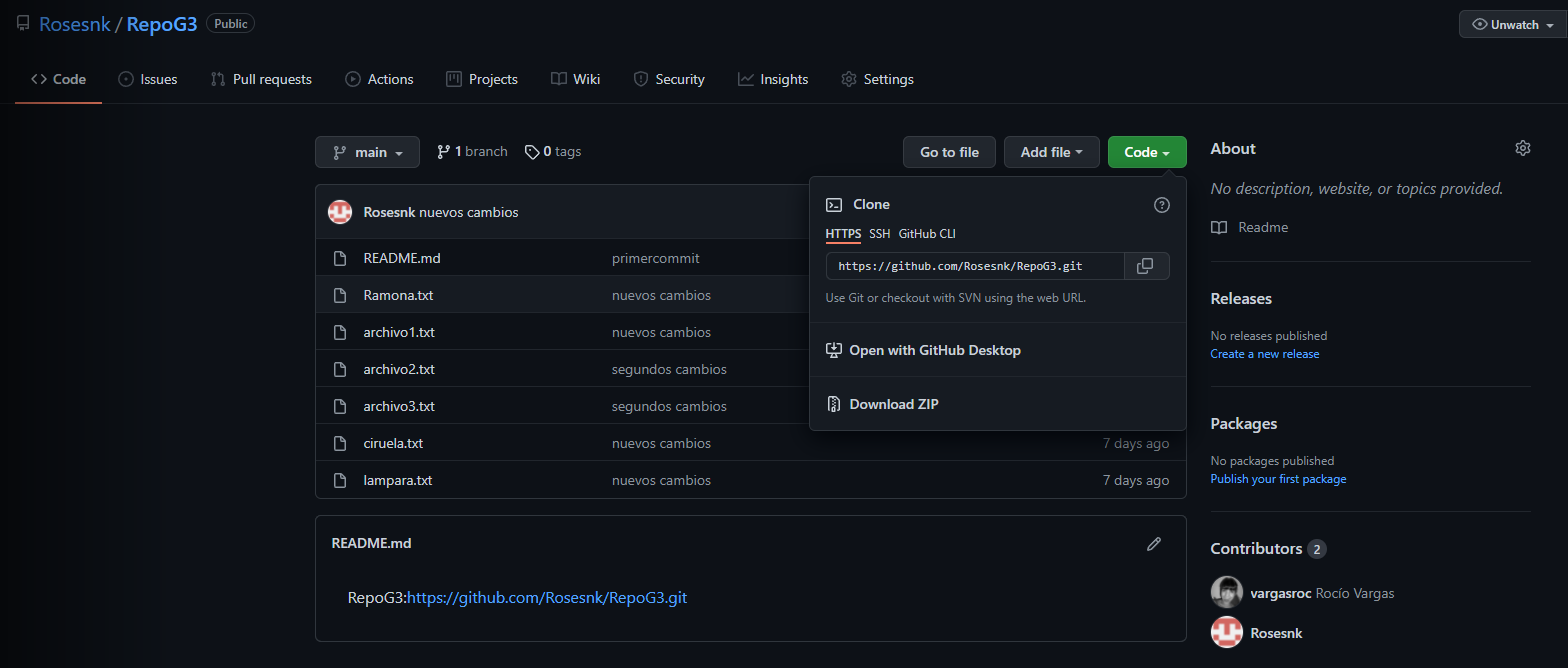 Rosesnk / RepoG3 Public
Unwatch
Code Issues Pull requests Actions Projects Wiki Security Insights Settings
main 1 branch 0 tags Go to file Add file Code
Rosesnk nuevos cambios
README.md primercommit
Ramona.txt nuevos cambios
archivo1.txt nuevos cambios
archivo2.txt segundos cambios
archivo3.txt segundos cambios
ciruela.txt nuevos cambios 7 days ago
lampara.txt nuevos cambios 7 days ago
Clone
HTTPS SSH GitHub CLI
https://github.com/Rosesnk/RepoG3.git
Use Git or checkout with SVN using the web URL.
Open with GitHub Desktop
Download ZIP
README.md
RepoG3:https://github.com/Rosesnk/RepoG3.git
About
No description, website, or topics provided.
Readme
Releases
No releases published
Create a new release
Packages
No packages published
Publish your first package
Contributors 2
vargasroc Rocío Vargas
Rosesnk